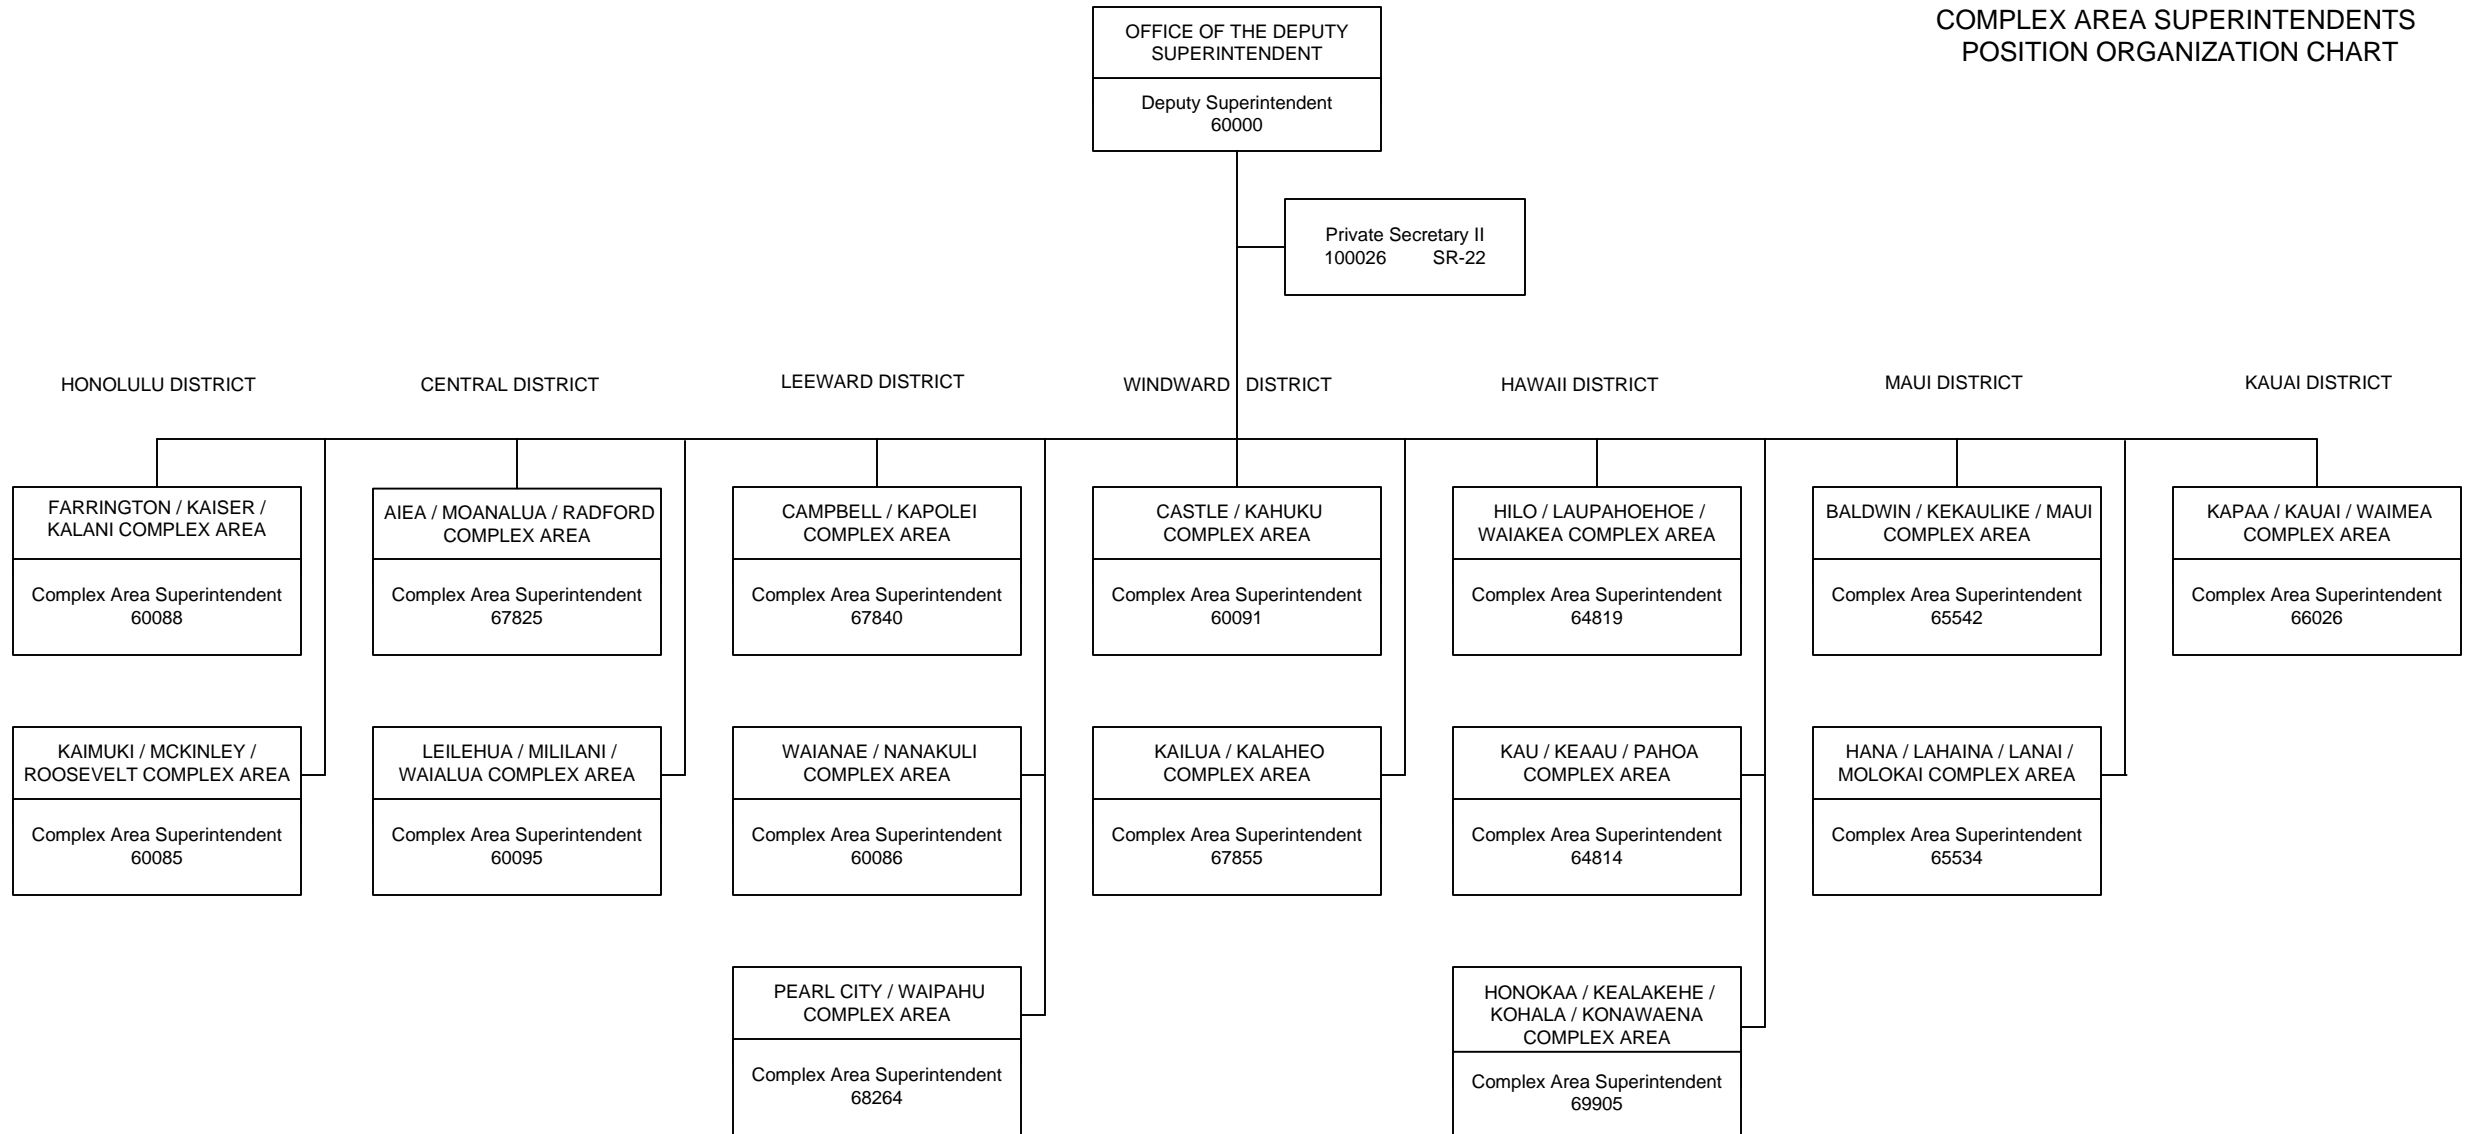 COMPLEX AREA SUPERINTENDENTS
POSITION ORGANIZATION CHART
OFFICE OF THE DEPUTY
SUPERINTENDENT
Deputy Superintendent
60000
Private Secretary II
100026 SR-22
HONOLULU DISTRICT
CENTRAL DISTRICT
LEEWARD DISTRICT
WINDWARD DISTRICT
HAWAII DISTRICT
MAUI DISTRICT
KAUAI DISTRICT
FARRINGTON / KAISER /
KALANI COMPLEX AREA
Complex Area Superintendent
60088
AIEA / MOANALUA / RADFORD
COMPLEX AREA
Complex Area Superintendent
67825
CAMPBELL / KAPOLEI
COMPLEX AREA
Complex Area Superintendent
67840
CASTLE / KAHUKU
COMPLEX AREA
Complex Area Superintendent
60091
HILO / LAUPAHOEHOE /
WAIAKEA COMPLEX AREA
Complex Area Superintendent
64819
BALDWIN / KEKAULIKE / MAUI
COMPLEX AREA
Complex Area Superintendent
65542
KAPAA / KAUAI / WAIMEA
COMPLEX AREA
Complex Area Superintendent
66026
KAIMUKI / MCKINLEY /
ROOSEVELT COMPLEX AREA
Complex Area Superintendent
60085
LEILEHUA / MILILANI /
WAIALUA COMPLEX AREA
Complex Area Superintendent
60095
WAIANAE / NANAKULI
COMPLEX AREA
Complex Area Superintendent
60086
KAILUA / KALAHEO
COMPLEX AREA
Complex Area Superintendent
67855
KAU / KEAAU / PAHOA
COMPLEX AREA
Complex Area Superintendent
64814
HANA / LAHAINA / LANAI /
MOLOKAI COMPLEX AREA
Complex Area Superintendent
65534
PEARL CITY / WAIPAHU
COMPLEX AREA
Complex Area Superintendent
68264
HONOKAA / KEALAKEHE /
KOHALA / KONAWAENA
COMPLEX AREA
Complex Area Superintendent
69905